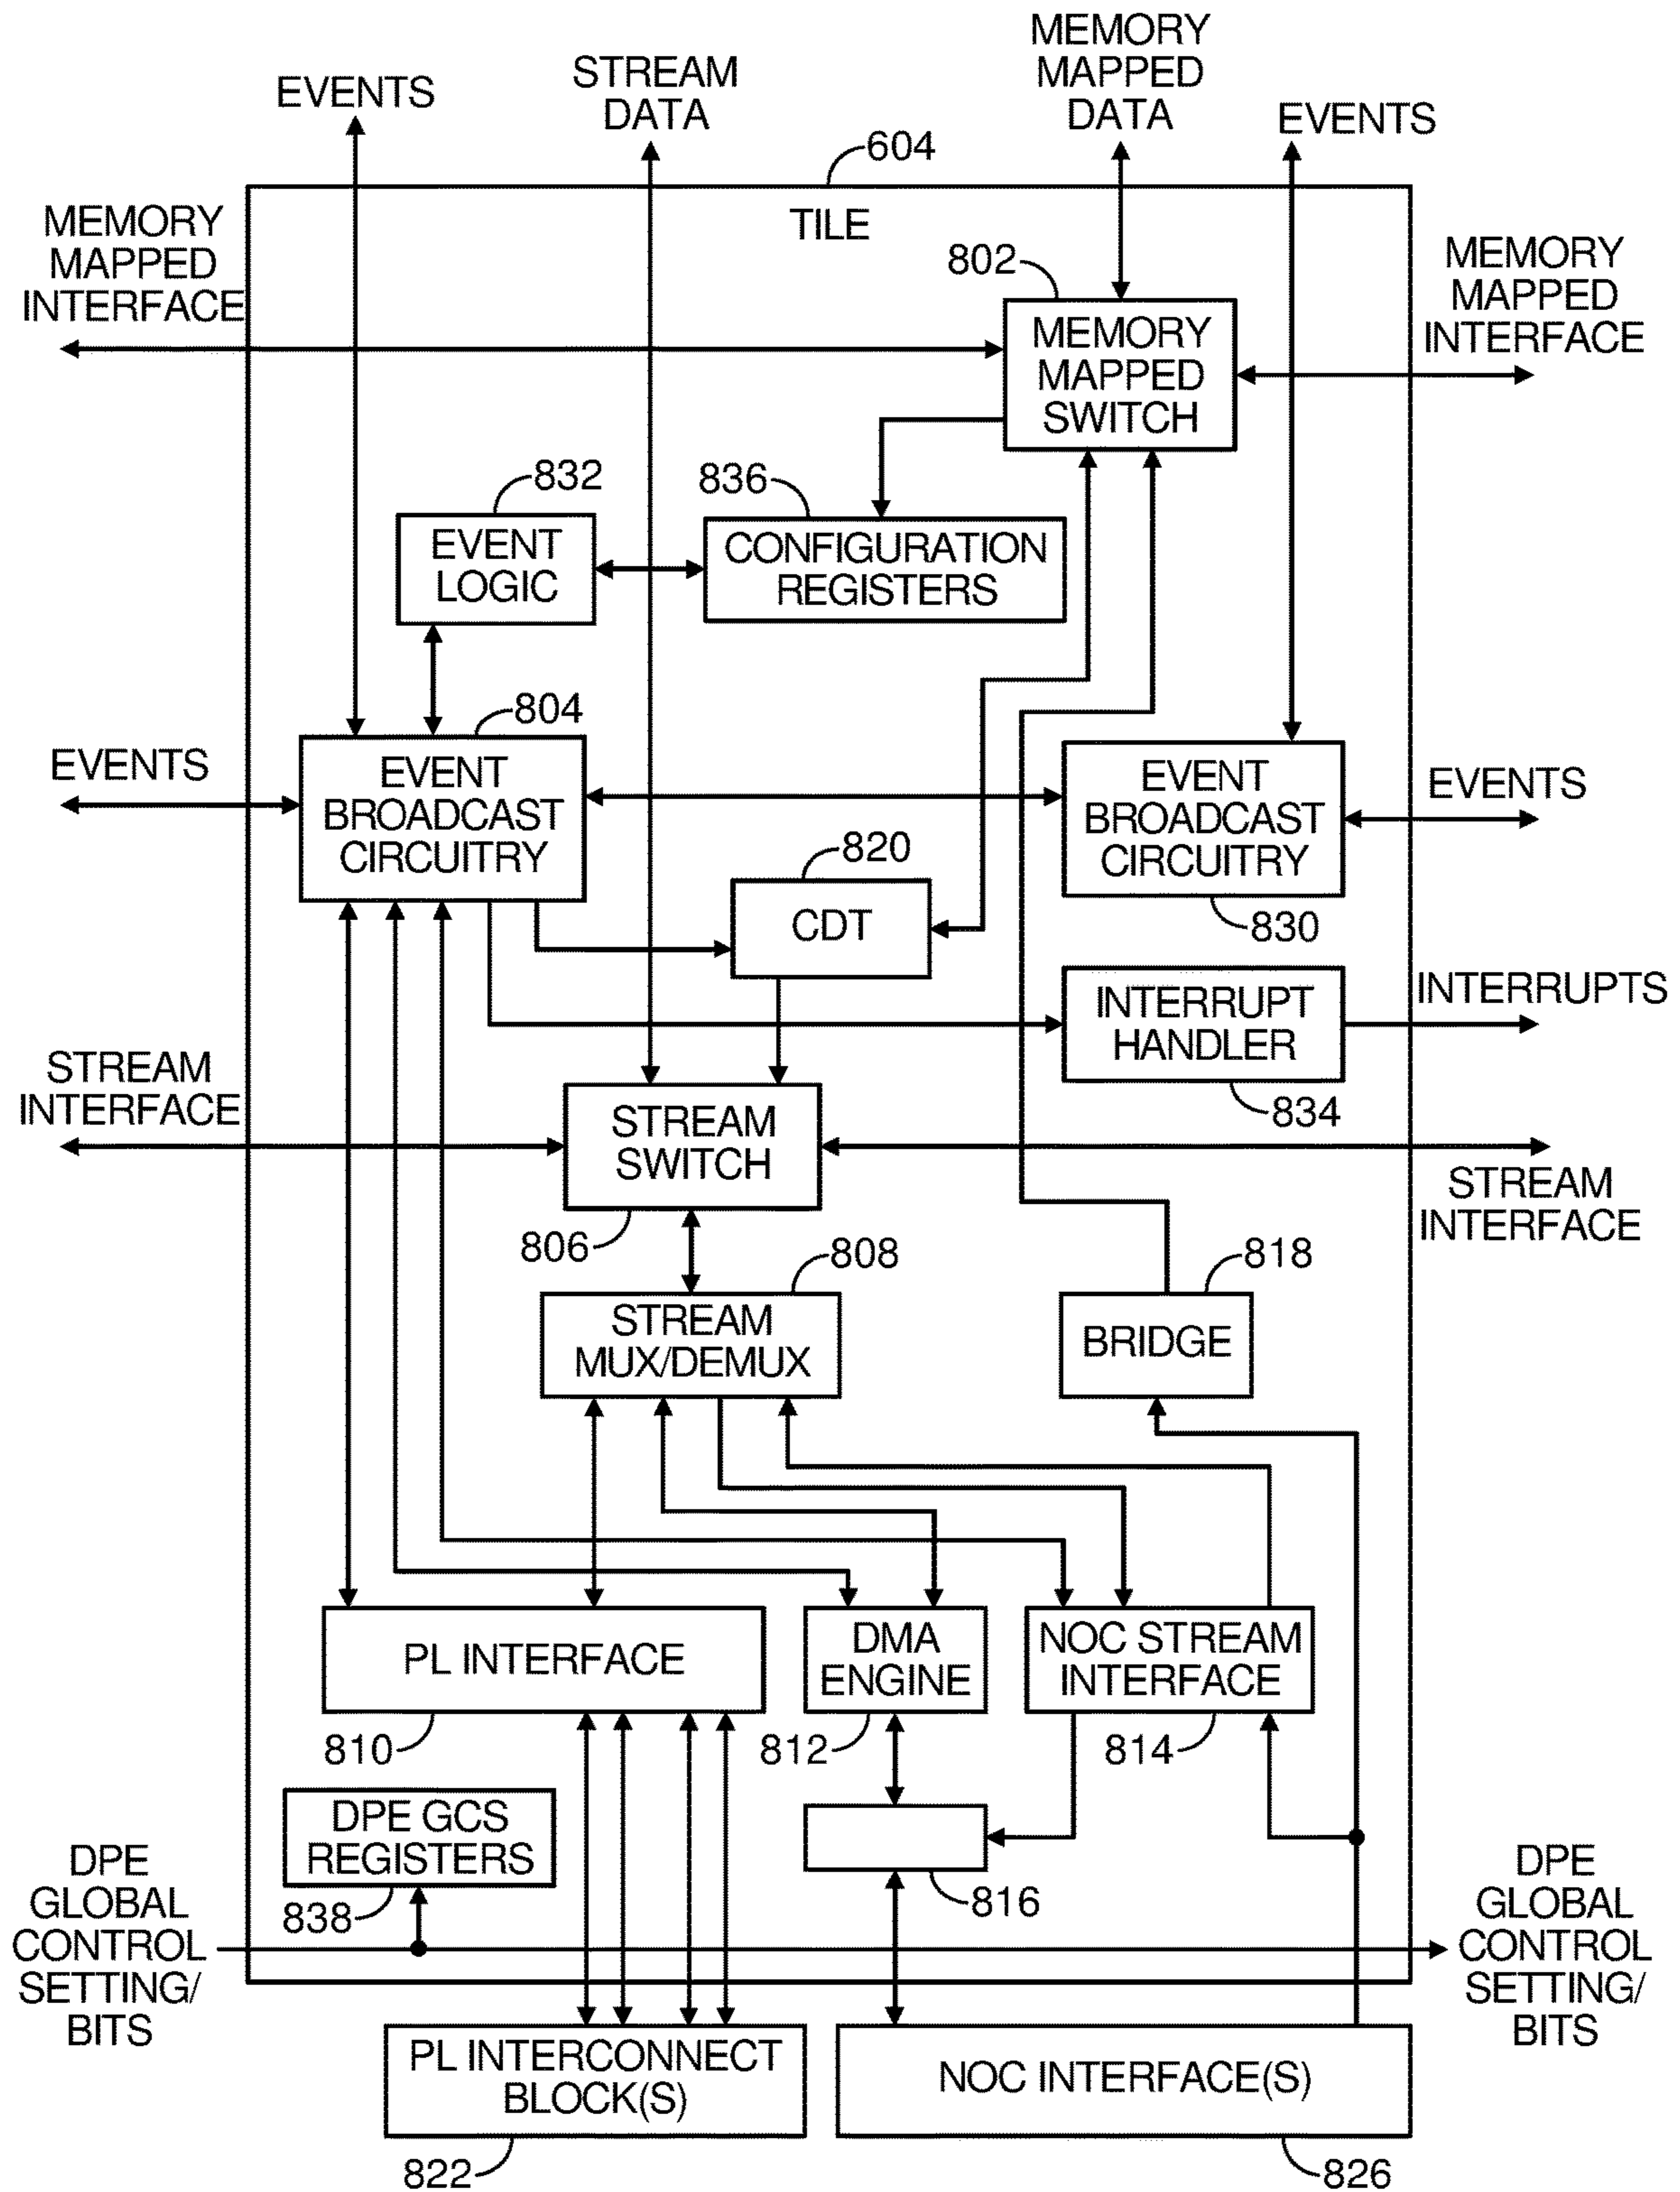 EVENTS
STREAM
DATA
MEMORY
MAPPED
DATA
EVENTS
604
TILE
MEMORY
MAPPED
INTERFACE
802
MEMORY
MAPPED
SWITCH
MEMORY
MAPPED
INTERFACE
832
EVENT
LOGIC
836
CONFIGURATION
REGISTERS
804
EVENTS
EVENT
BROADCAST
CIRCUITRY
EVENT
BROADCAST
CIRCUITRY
830
EVENTS
820
CDT
INTERRUPT
HANDLER
834
INTERRUPTS
STREAM
INTERFACE
STREAM
SWITCH
806
STREAM
INTERFACE
808
STREAM
MUX/DEMUX
818
BRIDGE
PL INTERFACE
810
DMA
ENGINE
812
NOC STREAM
INTERFACE
814
DPE GCS
REGISTERS
838
816
DPE
GLOBAL
CONTROL
SETTING/
BITS
DPE
GLOBAL
CONTROL
SETTING/
BITS
PL INTERCONNECT
BLOCK(S)
822
NOC INTERFACE(S)
826